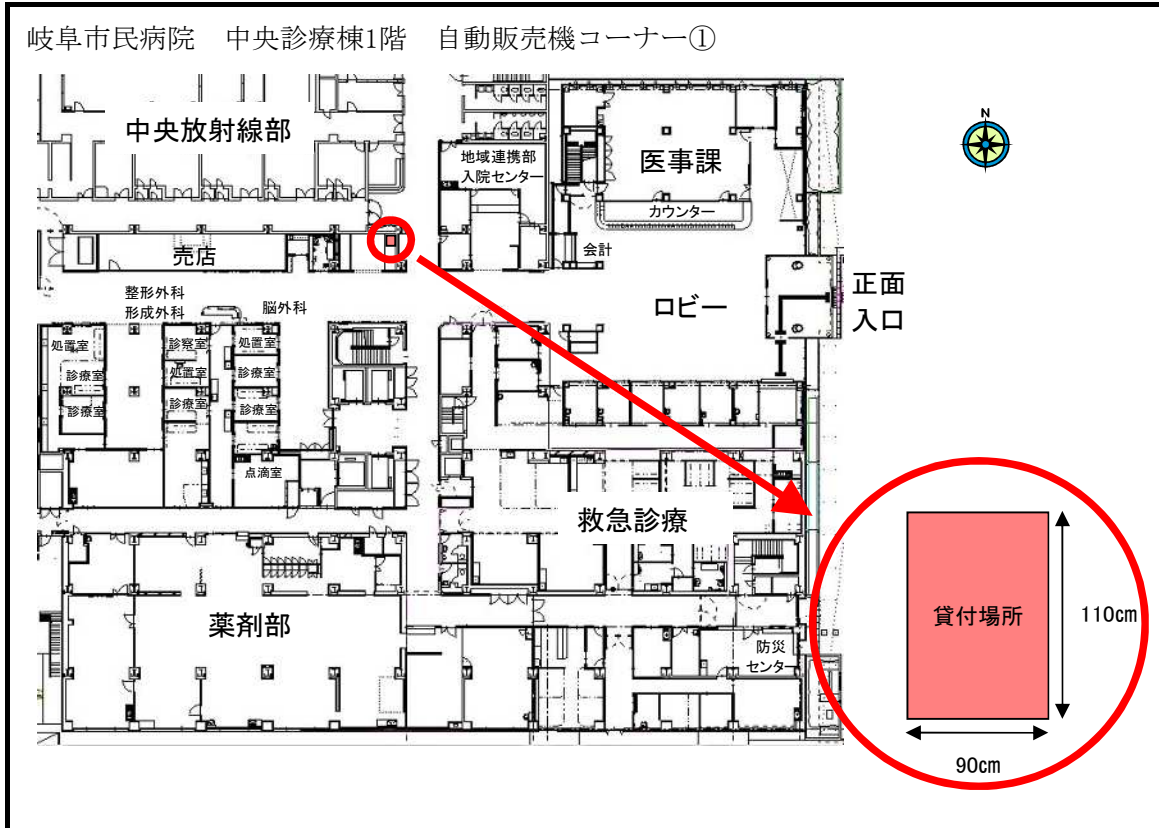 岐阜市民病院　中央診療棟1階　自動販売機コーナー①
N
中央放射線部
地域連携部
入院センター
医事課
カウンター
会計
売店
正面
入口
ロビー
整形外科
形成外科
脳外科
処置室
診察室
処置室
診療室
処置室
診療室
診療室
診療室
診療室
点滴室
救急診療
薬剤部
防災
センター
貸付場所
110cm
90cm